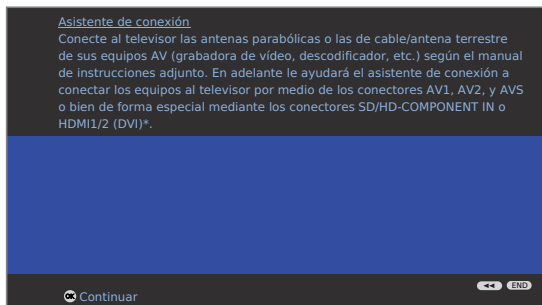 Asistente de conexión
Conecte al televisor las antenas parabólicas o las de cable/antena terrestre
de sus equipos AV (grabadora de vídeo, descodificador, etc.) según el manual
de instrucciones adjunto. En adelante le ayudará el asistente de conexión a
conectar los equipos al televisor por medio de los conectores AV1, AV2, y AVS
o bien de forma especial mediante los conectores SD/HD-COMPONENT IN o
HDMI1/2 (DVI)*.
END
OK Continuar